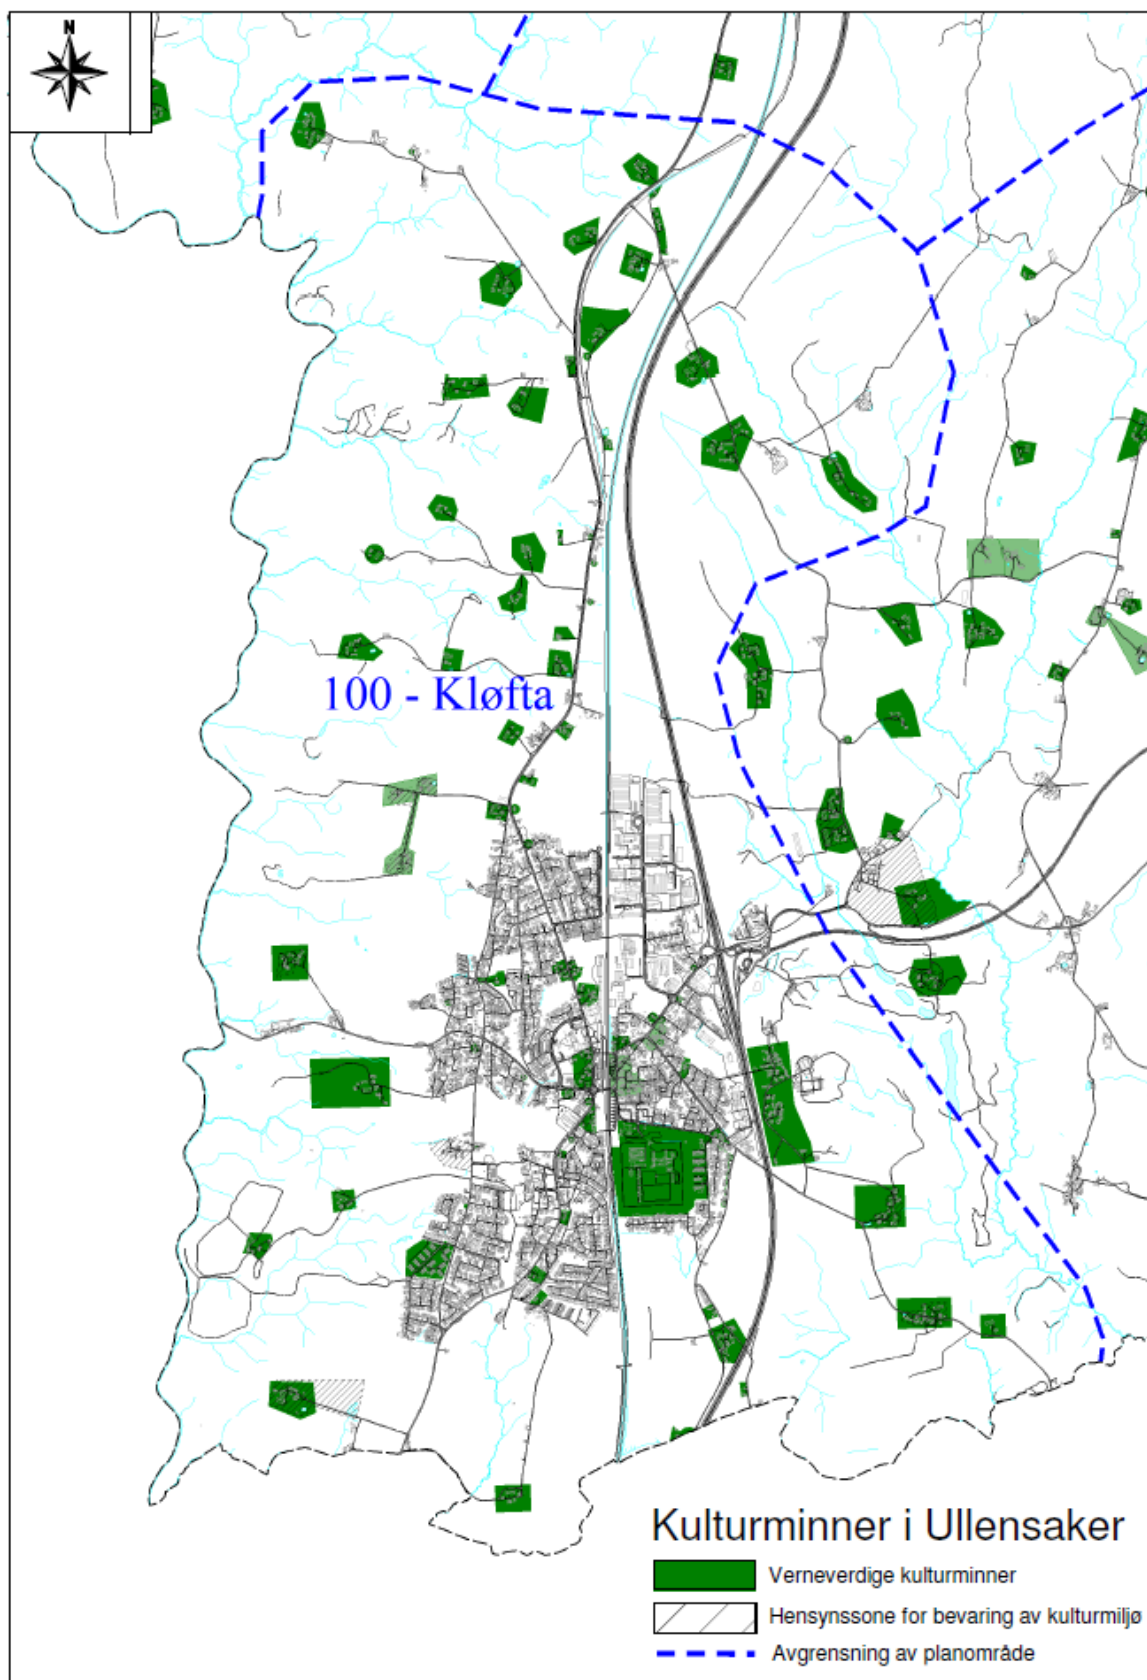 N
100 - Kløfta
Kulturminner i Ullensaker
Verneverdige kulturminner
Hensynssone for bevaring av kulturmiljø
Avgrensning av planområde